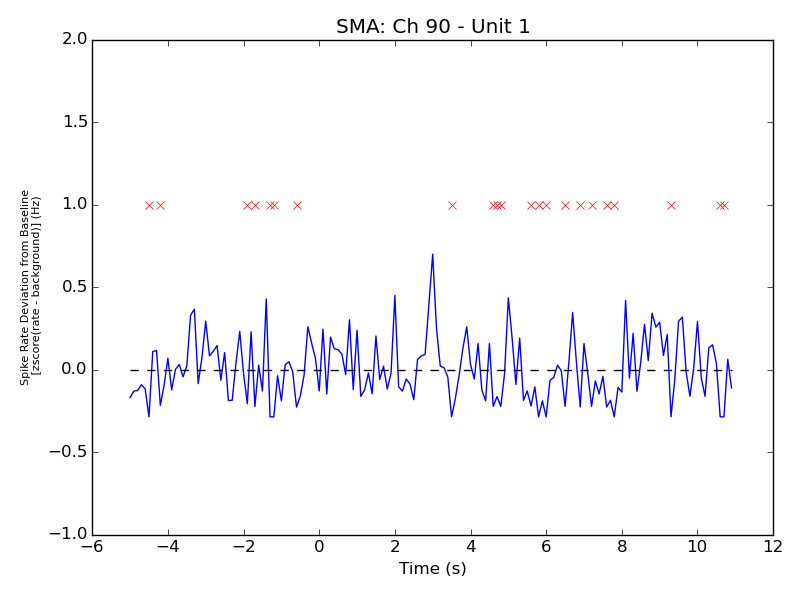 SMA: Ch 90 - Unit 1
2.0
1.5
1.0
0.5
0.0
−0.5
−1.0
Spike Rate Deviation from Baseline
[zscore(rate - background)] (Hz)
−6 −4 −2 0 2 4 6 8 10 12
Time (s)